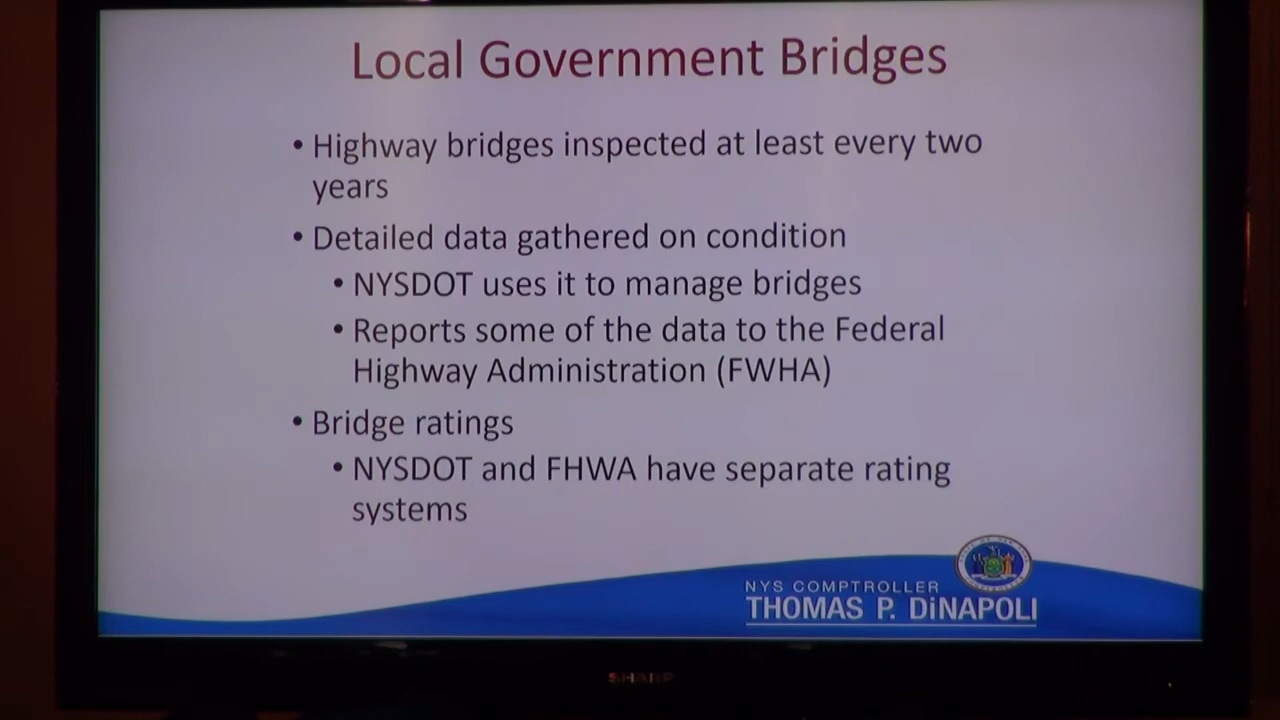 Local Government Bridges
• Highway bridges inspected at least every two
years
• Detailed data gathered on condition
• NYSDOT uses it to manage bridges
• Reports some of the data to the Federal
Highway Administration (FWHA)
• Bridge ratings
• NYSDOT and FHWA have separate rating
systems
NYS COMPTROLLER
THOMAS P. DiNAPOLI
SHARP